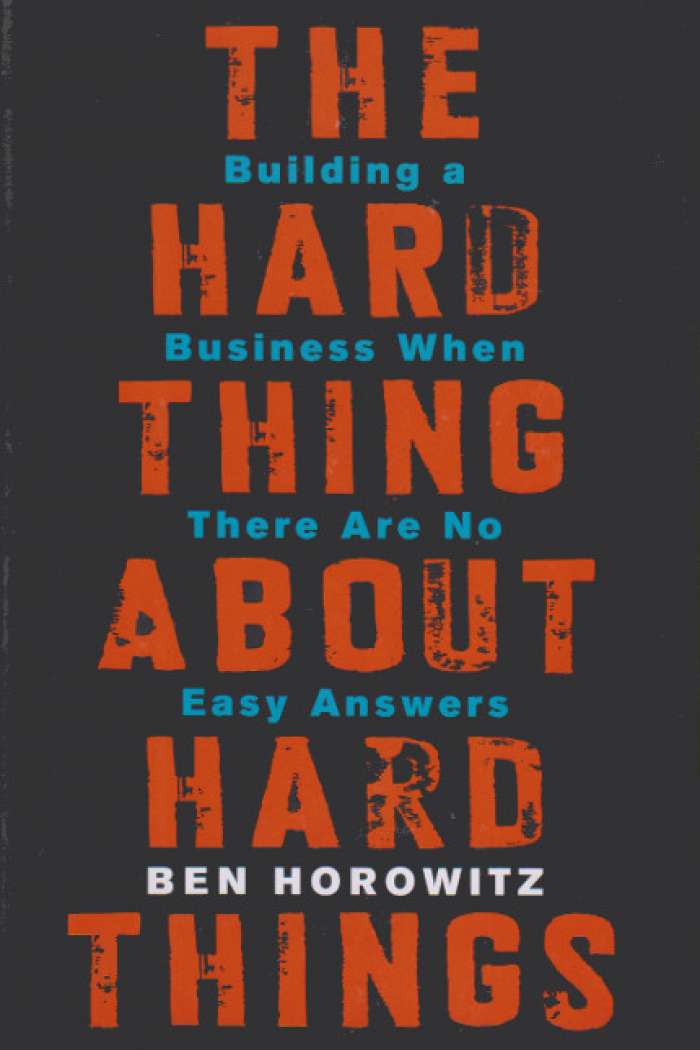 THE
Building a
HARD
Business When
THING
There Are No
ABOUT
Easy Answers
HARD
BEN HOROWITZ
THINGS